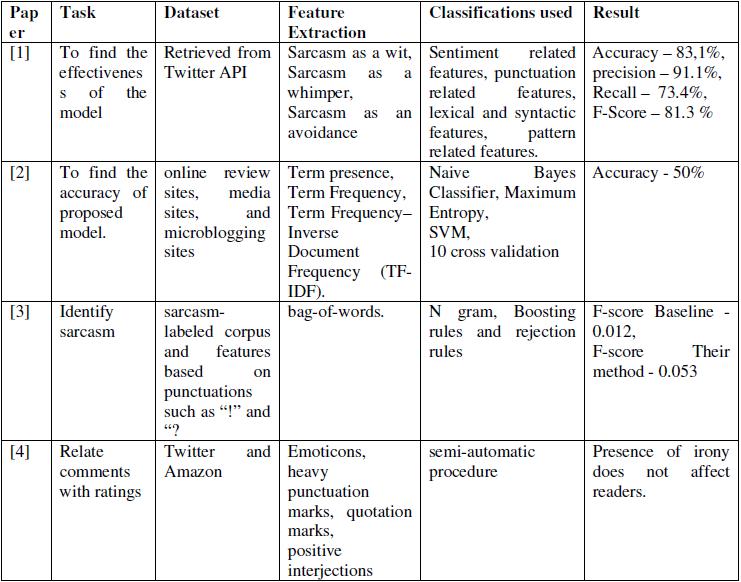 Pap
er
Task
Dataset
Feature
Extraction
Classifications used
Result
[1]
To find the
effectivenes
s of the
model
Retrieved from
Twitter API
Sarcasm as a wit,
Sarcasm as a
whimper,
Sarcasm as an
avoidance
Sentiment related
features, punctuation
related features,
lexical and syntactic
features, pattern
related features.
Accuracy – 83,1%,
precision – 91.1%,
Recall – 73.4%,
F-Score – 81.3 %
[2]
To find the
accuracy of
proposed
model.
online review
sites, media
sites, and
microblogging
sites
Term presence,
Term Frequency,
Term Frequency–
Inverse
Document
Frequency (TF-
IDF).
Naive Bayes
Classifier, Maximum
Entropy,
SVM,
10 cross validation
Accuracy - 50%
[3]
Identify
sarcasm
sarcasm-
labeled corpus
and features
based on
punctuations
such as “!” and
“?
bag-of-words.
N gram, Boosting
rules and rejection
rules
F-score Baseline -
0.012,
F-score Their
method - 0.053
[4]
Relate
comments
with ratings
Twitter and
Amazon
Emoticons,
heavy
punctuation
marks, quotation
marks,
positive
interjections
semi-automatic
procedure
Presence of irony
does not affect
readers.